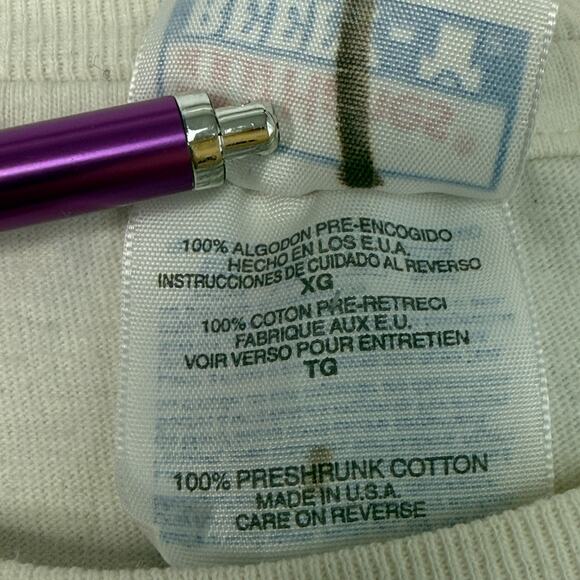 100% ALGODON PRE-ENCOGIDO
HECHO EN LOS E.U.A.
INSTRUCCIONES DE CUIDADO AL REVERSO
XG
100% COTON PRE-RETRECI
FABRIQUE AUX E.U.
VOIR VERSO POUR ENTRETIEN
TG
100% PRESHRUNK COTTON
MADE IN U.S.A.
CARE ON REVERSE